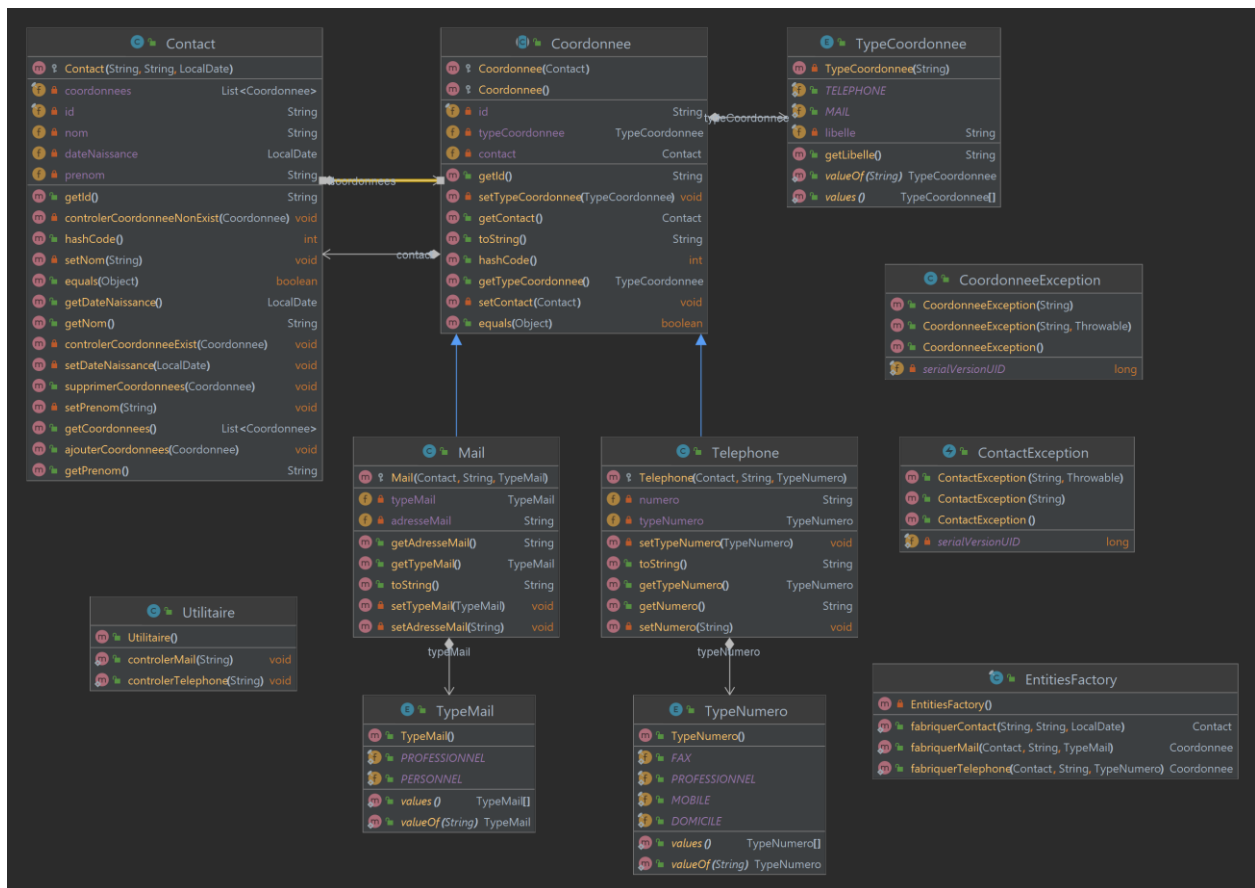 Contact
Contact(String, String, LocalDate)
coordonnees List<Coordonnee>
id String
nom String
dateNaissance LocalDate
prenom String
getId() String
controlerCoordonneeNonExist(Coordonnee) void
hashCode() int
setNom(String) void
equals(Object) boolean
getDateNaissance() LocalDate
getNom() String
controlerCoordonneeExist(Coordonnee) void
setDateNaissance(LocalDate) void
supprimerCoordonnees(Coordonnee) void
setPrenom(String) void
getCoordonnees() List<Coordonnee>
ajouterCoordonnees(Coordonnee) void
getPrenom() String
coordonnees
contact
Coordonnee
Coordonnee(Contact)
Coordonnee()
id String
typeCoordonnee TypeCoordonnee
contact Contact
getId() String
setTypeCoordonnee(TypeCoordonnee) void
getContact() Contact
toString() String
hashCode() int
getTypeCoordonnee() TypeCoordonnee
setContact(Contact) void
equals(Object) boolean
typeCoordonnee
TypeCoordonnee
TypeCoordonnee(String)
TELEPHONE
MAIL
libelle String
getLibelle() String
valueOf(String) TypeCoordonnee
values() TypeCoordonnee[]
CoordonneeException
CoordonneeException(String)
CoordonneeException(String, Throwable)
CoordonneeException()
serialVersionUID long
Mail
Mail(Contact, String, TypeMail)
typeMail TypeMail
adresseMail String
getAdresseMail() String
getTypeMail() TypeMail
toString() String
setTypeMail(TypeMail) void
setAdresseMail(String) void
typeMail
Telephone
Telephone(Contact, String, TypeNumero)
numero String
typeNumero TypeNumero
setTypeNumero(TypeNumero) void
toString() String
getTypeNumero() TypeNumero
getNumero() String
setNumero(String) void
typeNumero
ContactException
ContactException(String, Throwable)
ContactException(String)
ContactException()
serialVersionUID long
Utilitaire
Utilitaire()
controlerMail(String) void
controlerTelephone(String) void
TypeMail
TypeMail()
PROFESSIONNEL
PERSONNEL
values() TypeMail[]
valueOf(String) TypeMail
TypeNumero
TypeNumero()
FAX
PROFESSIONNEL
MOBILE
DOMICILE
values() TypeNumero[]
valueOf(String) TypeNumero
EntitiesFactory
EntitiesFactory()
fabriquerContact(String, String, LocalDate) Contact
fabriquerMail(Contact, String, TypeMail) Coordonnee
fabriquerTelephone(Contact, String, TypeNumero) Coordonnee